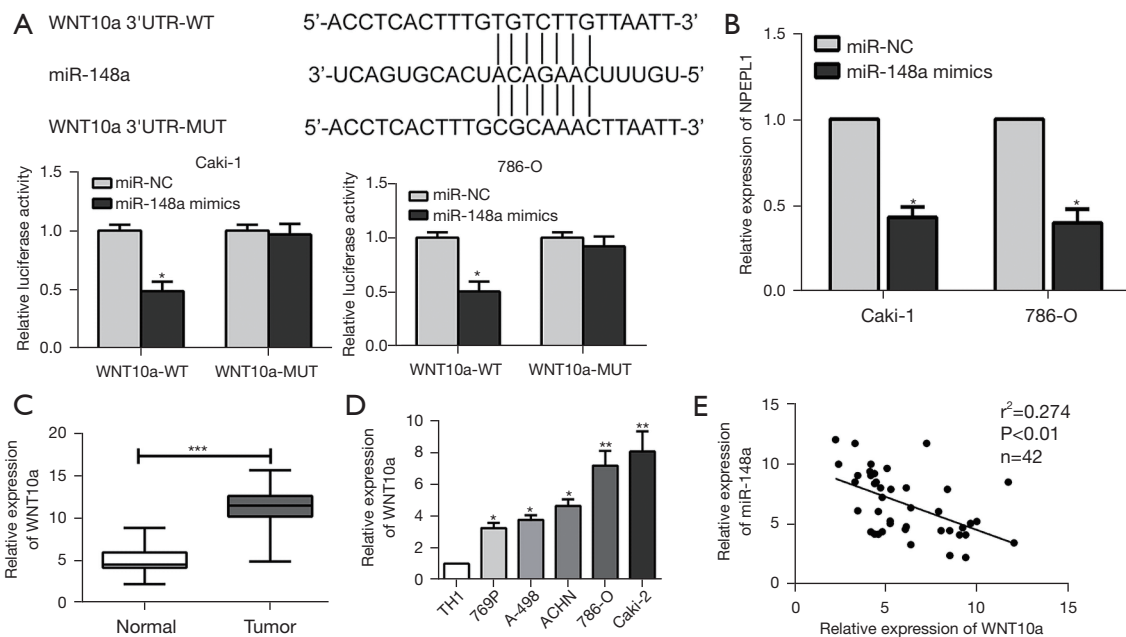 A
WNT10a 3'UTR-WT
5'-ACCTCACTTTGTGTCTTGTTAATT-3'
miR-148a
3'-UCAGUGCACUACAGAACUUUGU-5'
WNT10a 3'UTR-MUT
5'-ACCTCACTTTGCGCAAACTTAATT-3'
Caki-1
Relative luciferase activity
1.5
1.0
0.5
0.0
miR-NC
miR-148a mimics
*
WNT10a-WT
WNT10a-MUT
786-O
Relative luciferase activity
1.5
1.0
0.5
0.0
miR-NC
miR-148a mimics
*
WNT10a-WT
WNT10a-MUT
B
Relative expression of NPEPL1
1.5
1.0
0.5
0.0
miR-NC
miR-148a mimics
*
*
Caki-1
786-O
C
Relative expression
of WNT10a
20
15
10
5
0
***
Normal
Tumor
D
Relative expression
of WNT10a
10
8
6
4
2
0
*
*
*
**
**
TH1
769P
A-498
ACHN
786-O
Caki-2
E
Relative expression
of miR-148a
15
10
5
0
r²=0.274
P<0.01
n=42
0
5
10
15
Relative expression of WNT10a